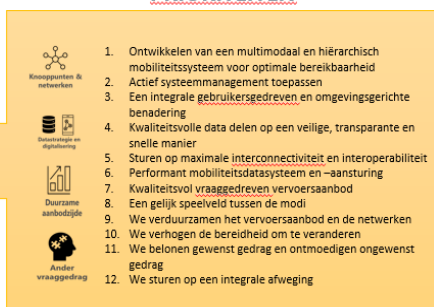 Knooppunten &
netwerken
Datastrategie en
digitalisering
Duurzame
aanbodzijde
Ander
vraaggedrag
1. Ontwikkelen van een multimodaal en hiërarchisch
mobiliteitssysteem voor optimale bereikbaarheid
2. Actief systeemmanagement toepassen
3. Een integrale gebruikersgedreven en omgevingsgerichte
benadering
4. Kwaliteitsvolle data delen op een veilige, transparante en
snelle manier
5. Sturen op maximale interconnectiviteit en interoperabiliteit
6. Performant mobiliteitsdatasysteem en –aansturing
7. Kwaliteitsvol vraaggedreven vervoersaanbod
8. Een gelijk speelveld tussen de modi
9. We verduurzamen het vervoersaanbod en de netwerken
10. We verhogen de bereidheid om te veranderen
11. We belonen gewenst gedrag en ontmoedigen ongewenst
gedrag
12. We sturen op een integrale afweging